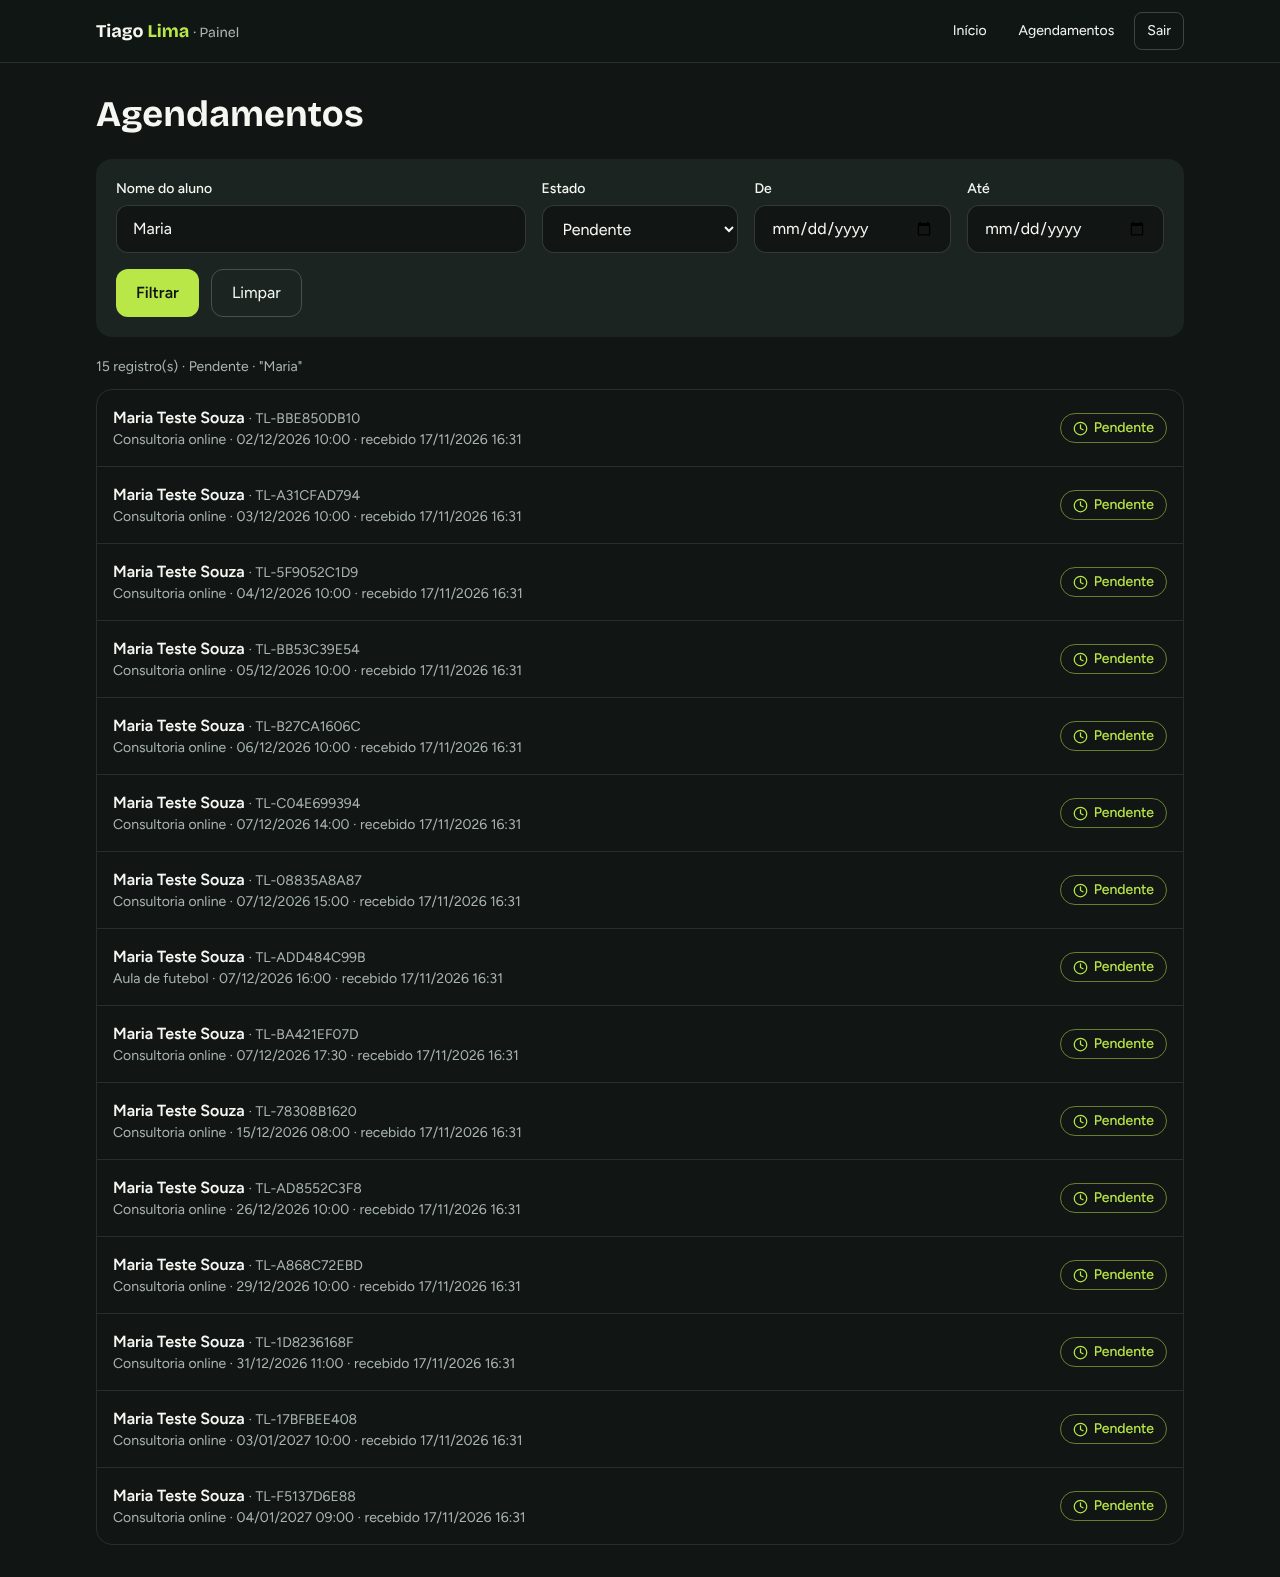 Tiago Lima · Painel
Início
Agendamentos
Sair
Agendamentos
Nome do aluno
Estado
De
Até
Maria
Pendente
mm/dd/yyyy
mm/dd/yyyy
Filtrar
Limpar
15 registro(s) · Pendente · "Maria"
Maria Teste Souza · TL-BBE850DB10
Consultoria online · 02/12/2026 10:00 · recebido 17/11/2026 16:31
Pendente
Maria Teste Souza · TL-A31CFAD794
Consultoria online · 03/12/2026 10:00 · recebido 17/11/2026 16:31
Pendente
Maria Teste Souza · TL-5F9052C1D9
Consultoria online · 04/12/2026 10:00 · recebido 17/11/2026 16:31
Pendente
Maria Teste Souza · TL-BB53C39E54
Consultoria online · 05/12/2026 10:00 · recebido 17/11/2026 16:31
Pendente
Maria Teste Souza · TL-B27CA1606C
Consultoria online · 06/12/2026 10:00 · recebido 17/11/2026 16:31
Pendente
Maria Teste Souza · TL-C04E699394
Consultoria online · 07/12/2026 14:00 · recebido 17/11/2026 16:31
Pendente
Maria Teste Souza · TL-08835A8A87
Consultoria online · 07/12/2026 15:00 · recebido 17/11/2026 16:31
Pendente
Maria Teste Souza · TL-ADD484C99B
Aula de futebol · 07/12/2026 16:00 · recebido 17/11/2026 16:31
Pendente
Maria Teste Souza · TL-BA421EF07D
Consultoria online · 07/12/2026 17:30 · recebido 17/11/2026 16:31
Pendente
Maria Teste Souza · TL-78308B1620
Consultoria online · 15/12/2026 08:00 · recebido 17/11/2026 16:31
Pendente
Maria Teste Souza · TL-AD8552C3F8
Consultoria online · 26/12/2026 10:00 · recebido 17/11/2026 16:31
Pendente
Maria Teste Souza · TL-A868C72EBD
Consultoria online · 29/12/2026 10:00 · recebido 17/11/2026 16:31
Pendente
Maria Teste Souza · TL-1D8236168F
Consultoria online · 31/12/2026 11:00 · recebido 17/11/2026 16:31
Pendente
Maria Teste Souza · TL-17BFBEE408
Consultoria online · 03/01/2027 10:00 · recebido 17/11/2026 16:31
Pendente
Maria Teste Souza · TL-F5137D6E88
Consultoria online · 04/01/2027 09:00 · recebido 17/11/2026 16:31
Pendente